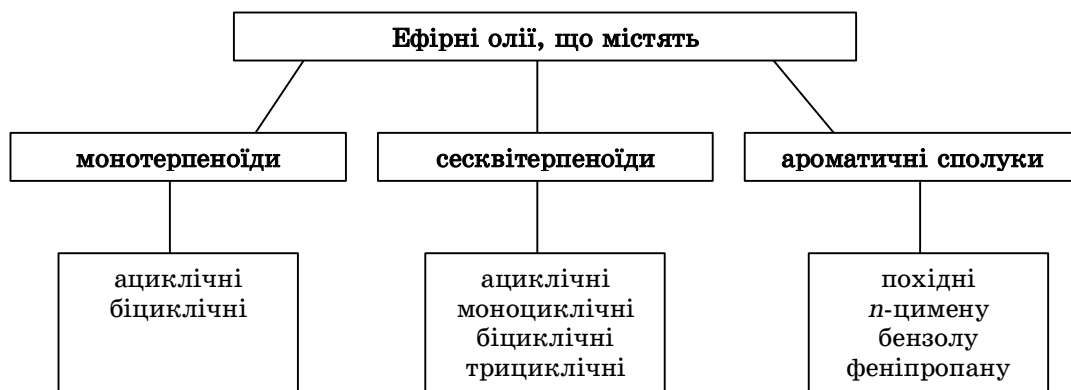 Ефірні олії, що містять
монотерпеноїди
сесквітерпеноїди
ароматичні сполуки
ациклічні
біциклічні
ациклічні
моноциклічні
біциклічні
трициклічні
похідні
n-цимену
бензолу
феніпропану